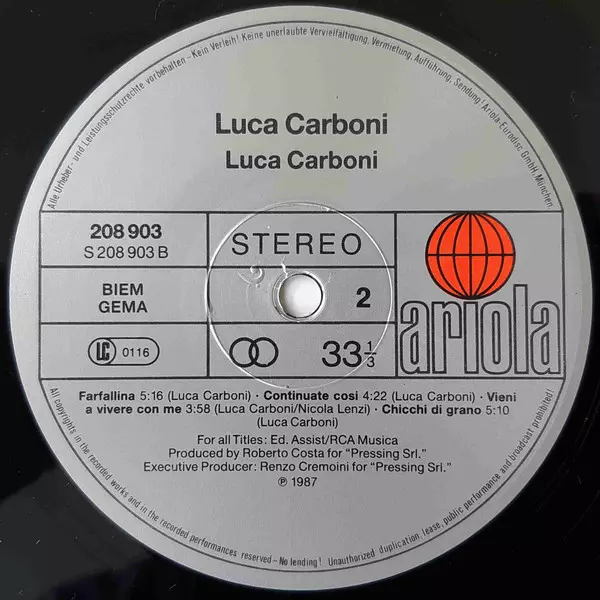 Alle Urheber- und Leistungsschutzrechte vorbehalten – Kein Verleih! Keine unerlaubte Vervielfältigung, Vermietung, Aufführung, Sendung! Ariola-Eurodisc GmbH, München.
Luca Carboni
Luca Carboni
208 903
S 208 903 B
STEREO
BIEM
GEMA
2
ariola
LC 0116
33 1/3
Farfallina 5:16 (Luca Carboni) · Continuate cosi 4:22 (Luca Carboni) · Vieni
a vivere con me 3:58 (Luca Carboni/Nicola Lenzi) · Chicchi di grano 5:10
(Luca Carboni)
For all Titles: Ed. Assist/RCA Musica
Produced by Roberto Costa for “Pressing Srl.”
Executive Producer: Renzo Cremoini for “Pressing Srl.”
℗ 1987
All copyrights in the recorded works and in the recorded performances reserved – No lending! Unauthorized duplication, lease, public performance and broadcast prohibited!